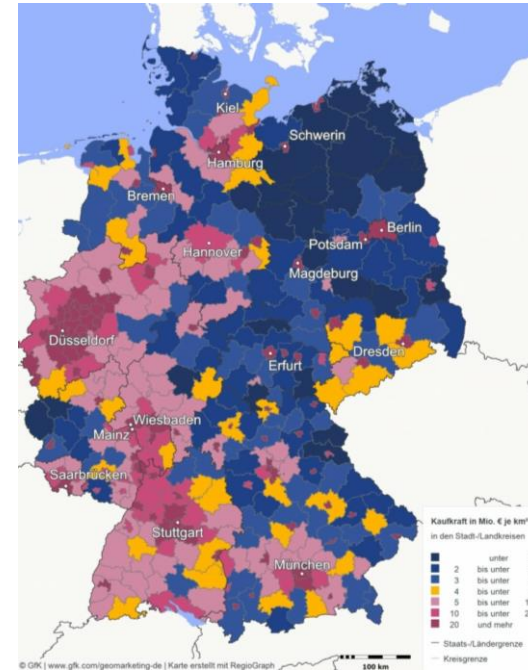 Kiel
Schwerin
Hamburg
Bremen
Berlin
Potsdam
Hannover
Magdeburg
Düsseldorf
Erfurt
Dresden
Wiesbaden
Mainz
Saarbrücken
Stuttgart
München
Kaufkraft in Mio. € je km²
in den Stadt-/Landkreisen
unter
2 bis unter
3 bis unter
4 bis unter
5 bis unter 1
10 bis unter 2
20 und mehr
Staats-/Ländergrenze
Kreisgrenze
100 km
© GfK | www.gfk.com/geomarketing-de | Karte erstellt mit RegioGraph